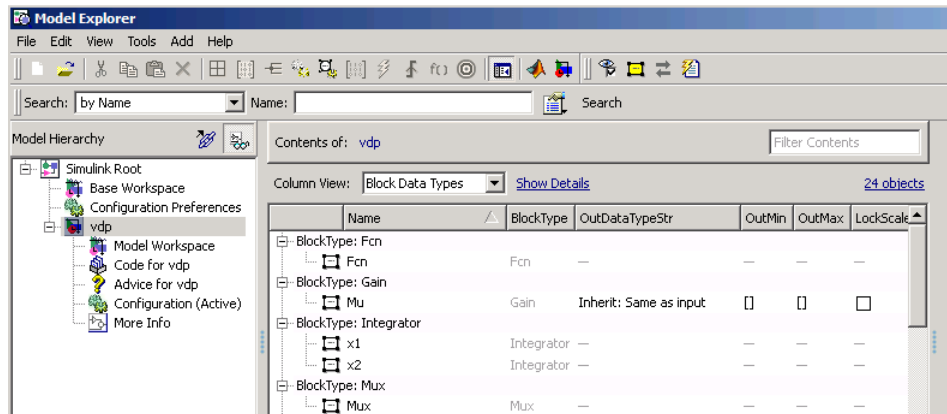 Model Explorer
File Edit View Tools Add Help
f()
Search: by Name Name: Search
Model Hierarchy
Contents of: vdp Filter Contents
Simulink Root
Base Workspace
Configuration Preferences
vdp
Model Workspace
Code for vdp
Advice for vdp
Configuration (Active)
More Info
Column View: Block Data Types Show Details 24 objects
Name BlockType OutDataTypeStr OutMin OutMax LockScale
BlockType: Fcn
Fcn Fcn — — — —
BlockType: Gain
Mu Gain Inherit: Same as input [] []
BlockType: Integrator
x1 Integrator — — — —
x2 Integrator — — — —
BlockType: Mux
Mux Mux — — — —